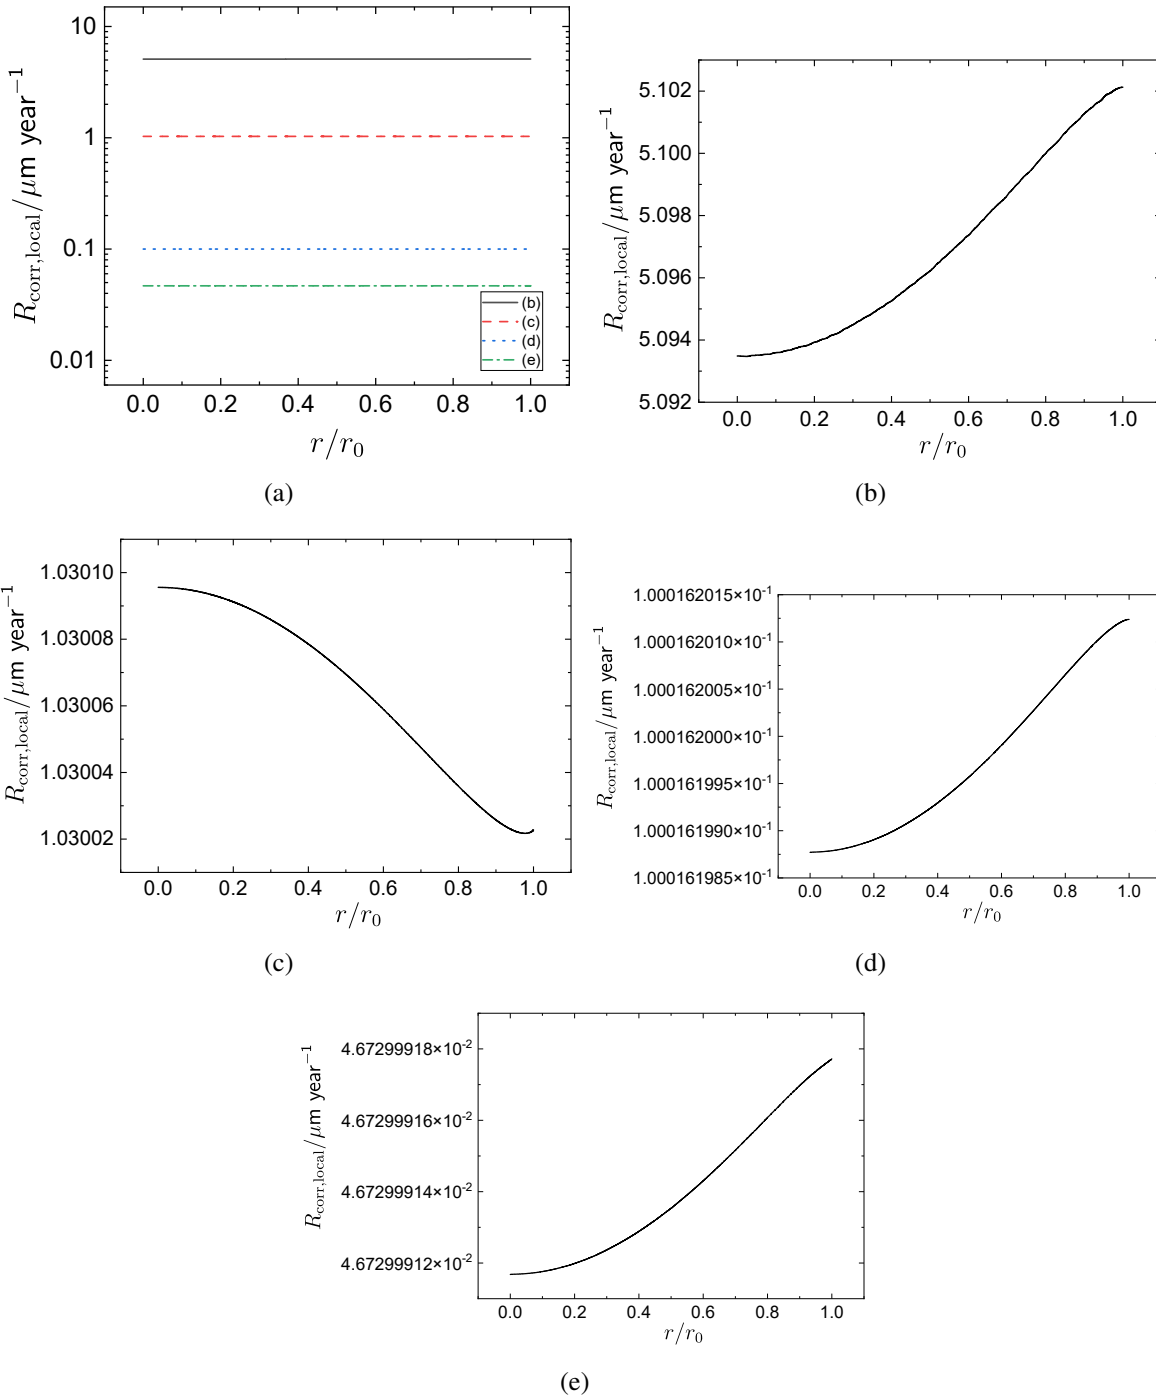 R_corr,local/μm year⁻¹
10
1
0.1
0.01
(b)
(c)
(d)
(e)
0.0 0.2 0.4 0.6 0.8 1.0
r/r₀
(a)
R_corr,local/μm year⁻¹
5.102
5.100
5.098
5.096
5.094
5.092
0.0 0.2 0.4 0.6 0.8 1.0
r/r₀
(b)
R_corr,local/μm year⁻¹
1.03010
1.03008
1.03006
1.03004
1.03002
0.0 0.2 0.4 0.6 0.8 1.0
r/r₀
(c)
R_corr,local/μm year⁻¹
1.000162015×10⁻¹
1.000162010×10⁻¹
1.000162005×10⁻¹
1.000162000×10⁻¹
1.000161995×10⁻¹
1.000161990×10⁻¹
1.000161985×10⁻¹
0.0 0.2 0.4 0.6 0.8 1.0
r/r₀
(d)
R_corr,local/μm year⁻¹
4.67299918×10⁻²
4.67299916×10⁻²
4.67299914×10⁻²
4.67299912×10⁻²
0.0 0.2 0.4 0.6 0.8 1.0
r/r₀
(e)